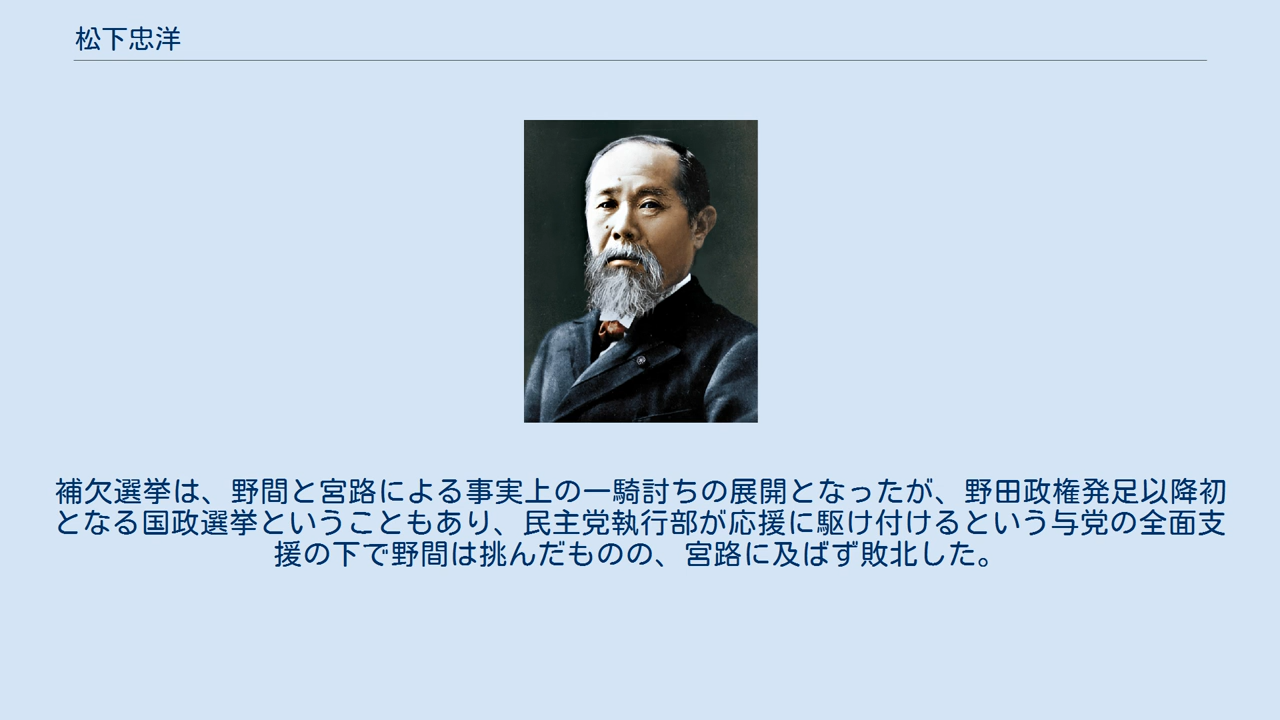 松下忠洋
補欠選挙は、野間と宮路による事実上の一騎討ちの展開となったが、野田政権発足以降初
となる国政選挙ということもあり、民主党執行部が応援に駆け付けるという与党の全面支
援の下で野間は挑んだものの、宮路に及ばず敗北した。